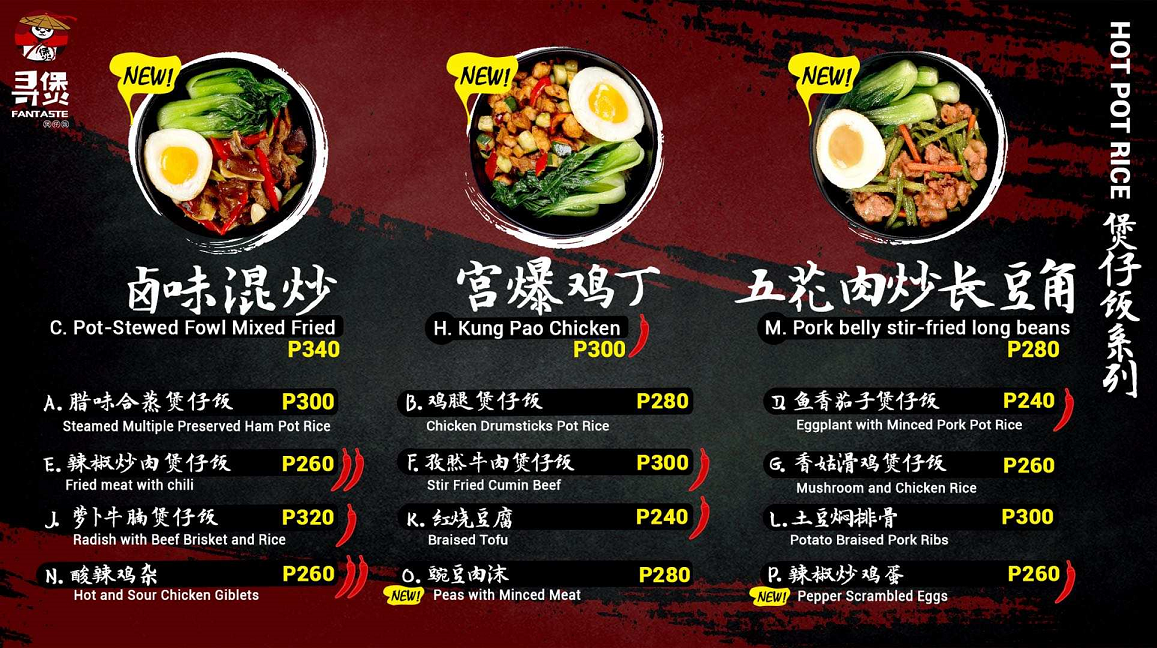 寻煲
FANTASTE
NEW!
NEW!
NEW!
HOT POT RICE 煲仔饭系列
卤味混炒
C. Pot-Stewed Fowl Mixed Fried
P340
宫爆鸡丁
H. Kung Pao Chicken
P300
五花肉炒长豆角
M. Pork belly stir-fried long beans
P280
A. 腊味合蒸煲仔饭 P300
Steamed Multiple Preserved Ham Pot Rice
B. 鸡腿煲仔饭 P280
Chicken Drumsticks Pot Rice
D. 鱼香茄子煲仔饭 P240
Eggplant with Minced Pork Pot Rice
E. 辣椒炒肉煲仔饭 P260
Fried meat with chili
F. 孜然牛肉煲仔饭 P300
Stir Fried Cumin Beef
G. 香姑滑鸡煲仔饭 P260
Mushroom and Chicken Rice
J. 萝卜牛腩煲仔饭 P320
Radish with Beef Brisket and Rice
K. 红烧豆腐 P240
Braised Tofu
L. 土豆焖排骨 P300
Potato Braised Pork Ribs
N. 酸辣鸡杂 P260
Hot and Sour Chicken Giblets
O. 豌豆肉沫 P280
NEW! Peas with Minced Meat
P. 辣椒炒鸡蛋 P260
NEW! Pepper Scrambled Eggs